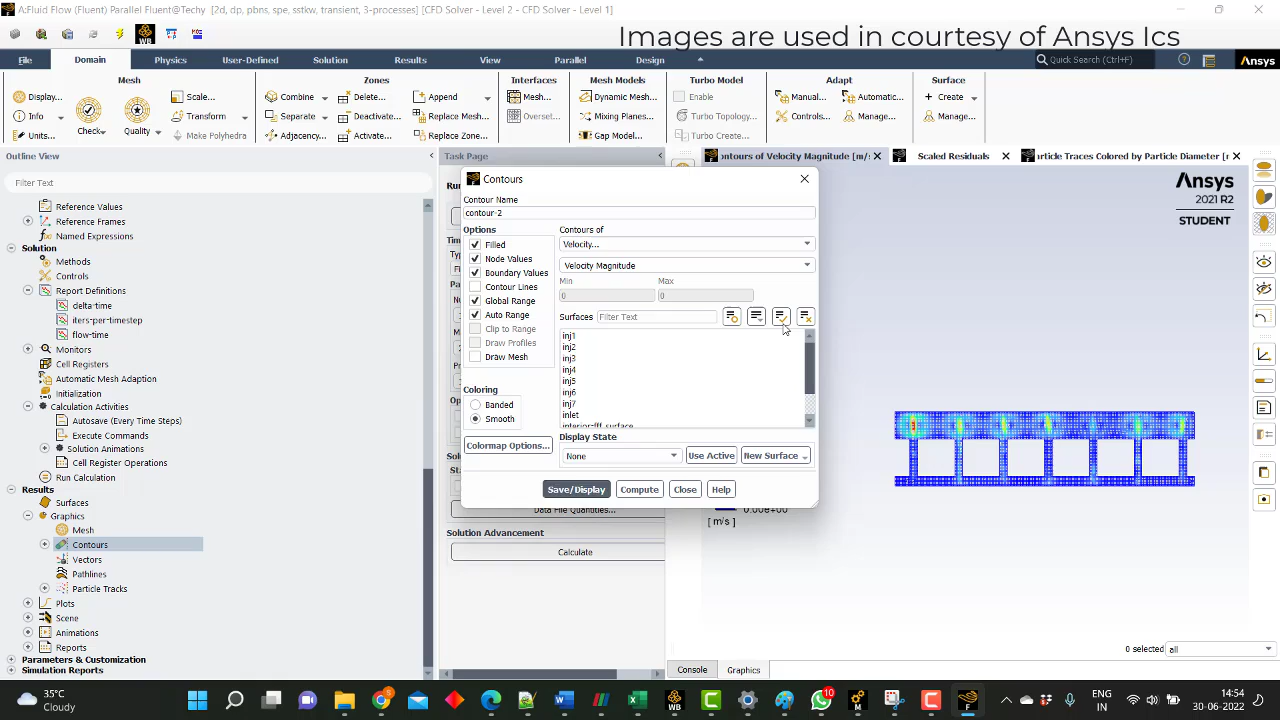 A:Fluid Flow (Fluent) Parallel Fluent@Techy [2d, dp, pbns, spe, sstkw, transient, 3-processes] [CFD Solver - Level 2 - CFD Solver - Level 1]
Images are used in courtesy of Ansys Ics
File Domain Physics User-Defined Solution Results View Parallel Design Quick Search (Ctrl+F) Ansys
Mesh Zones Interfaces Mesh Models Turbo Model Adapt Surface
Display... Scale... Combine Delete... Append Mesh... Dynamic Mesh... Enable Manual... Automatic... Create
Info Transform Separate Deactivate... Replace Mesh... Overset... Mixing Planes... Turbo Topology... Controls... Manage... Manage...
Units... Check Quality Make Polyhedra Adjacency... Activate... Replace Zone... Gap Model... Turbo Create...
Outline View
Filter Text
Reference Values
Reference Frames
Named Expressions
Solution
Methods
Controls
Report Definitions
delta-time
iters-per-timestep
flow-time
Monitors
Cell Registers
Automatic Mesh Adaption
Initialization
Calculation Activities
Autosave (Every Time Steps)
Execute Commands
Solution Animations
Cell Register Operations
Run Calculation
Results
Surfaces
Graphics
Mesh
Contours
Vectors
Pathlines
Particle Tracks
Plots
Scene
Animations
Reports
Parameters & Customization
Simulation Reports
Task Page
Contours
Contour Name
contour-2
Options
Filled
Node Values
Boundary Values
Contour Lines
Global Range
Auto Range
Clip to Range
Draw Profiles
Draw Mesh
Coloring
Banded
Smooth
Colormap Options...
Contours of
Velocity...
Velocity Magnitude
Min Max
0 0
Surfaces Filter Text
inj1
inj2
inj3
inj4
inj5
inj6
inj7
inlet
interior-fff_surface
Display State
None Use Active New Surface
Save/Display Compute Close Help
Data File Quantities...
Solution Advancement
Calculate
ontours of Velocity Magnitude [m/s Scaled Residuals article Traces Colored by Particle Diameter [r
Ansys
2021 R2
STUDENT
0.00e+00
[ m/s ]
0 selected all
Console Graphics
35°C
Cloudy
8
10
ENG
IN
14:54
30-06-2022